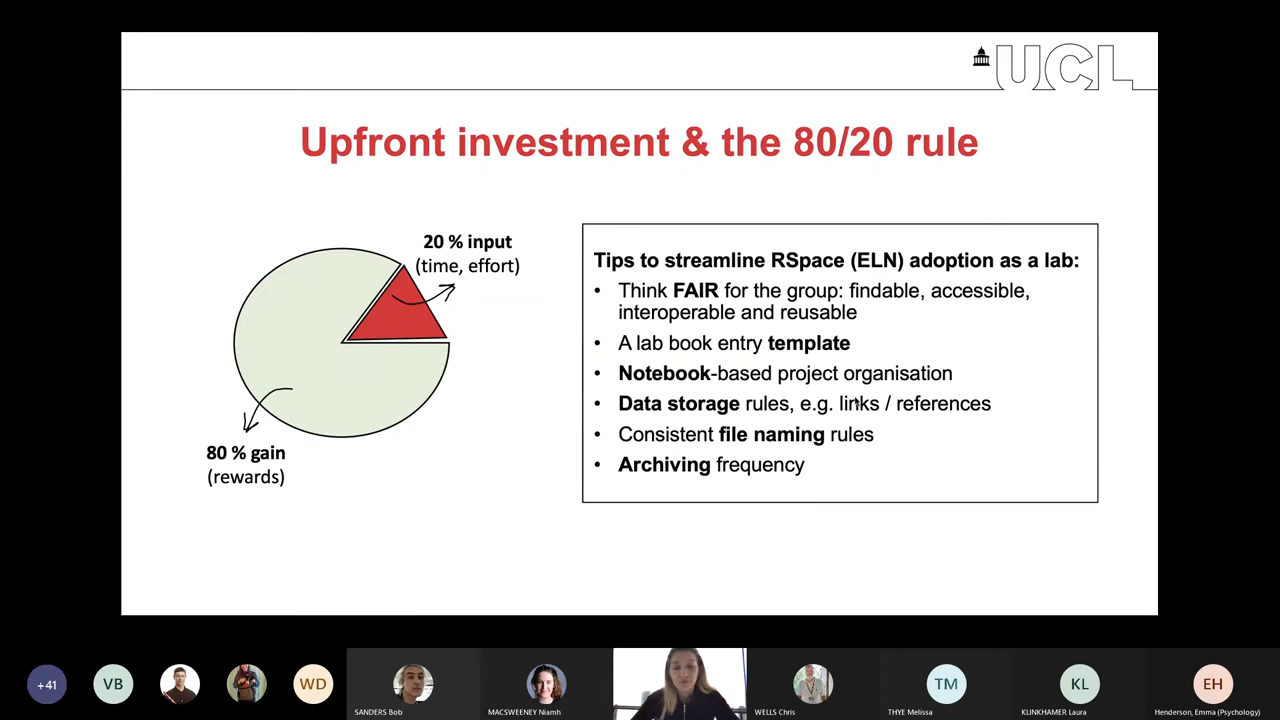 UCL
Upfront investment & the 80/20 rule
20 % input
(time, effort)
80 % gain
(rewards)
Tips to streamline RSpace (ELN) adoption as a lab:
• Think FAIR for the group: findable, accessible,
interoperable and reusable
• A lab book entry template
• Notebook-based project organisation
• Data storage rules, e.g. links / references
• Consistent file naming rules
• Archiving frequency
+41
VB
WD
SANDERS Bob
MACSWEENEY Niamh
WELLS Chris
TM
THYE Melissa
KL
KLINKHAMER Laura
EH
Henderson, Emma (Psychology)